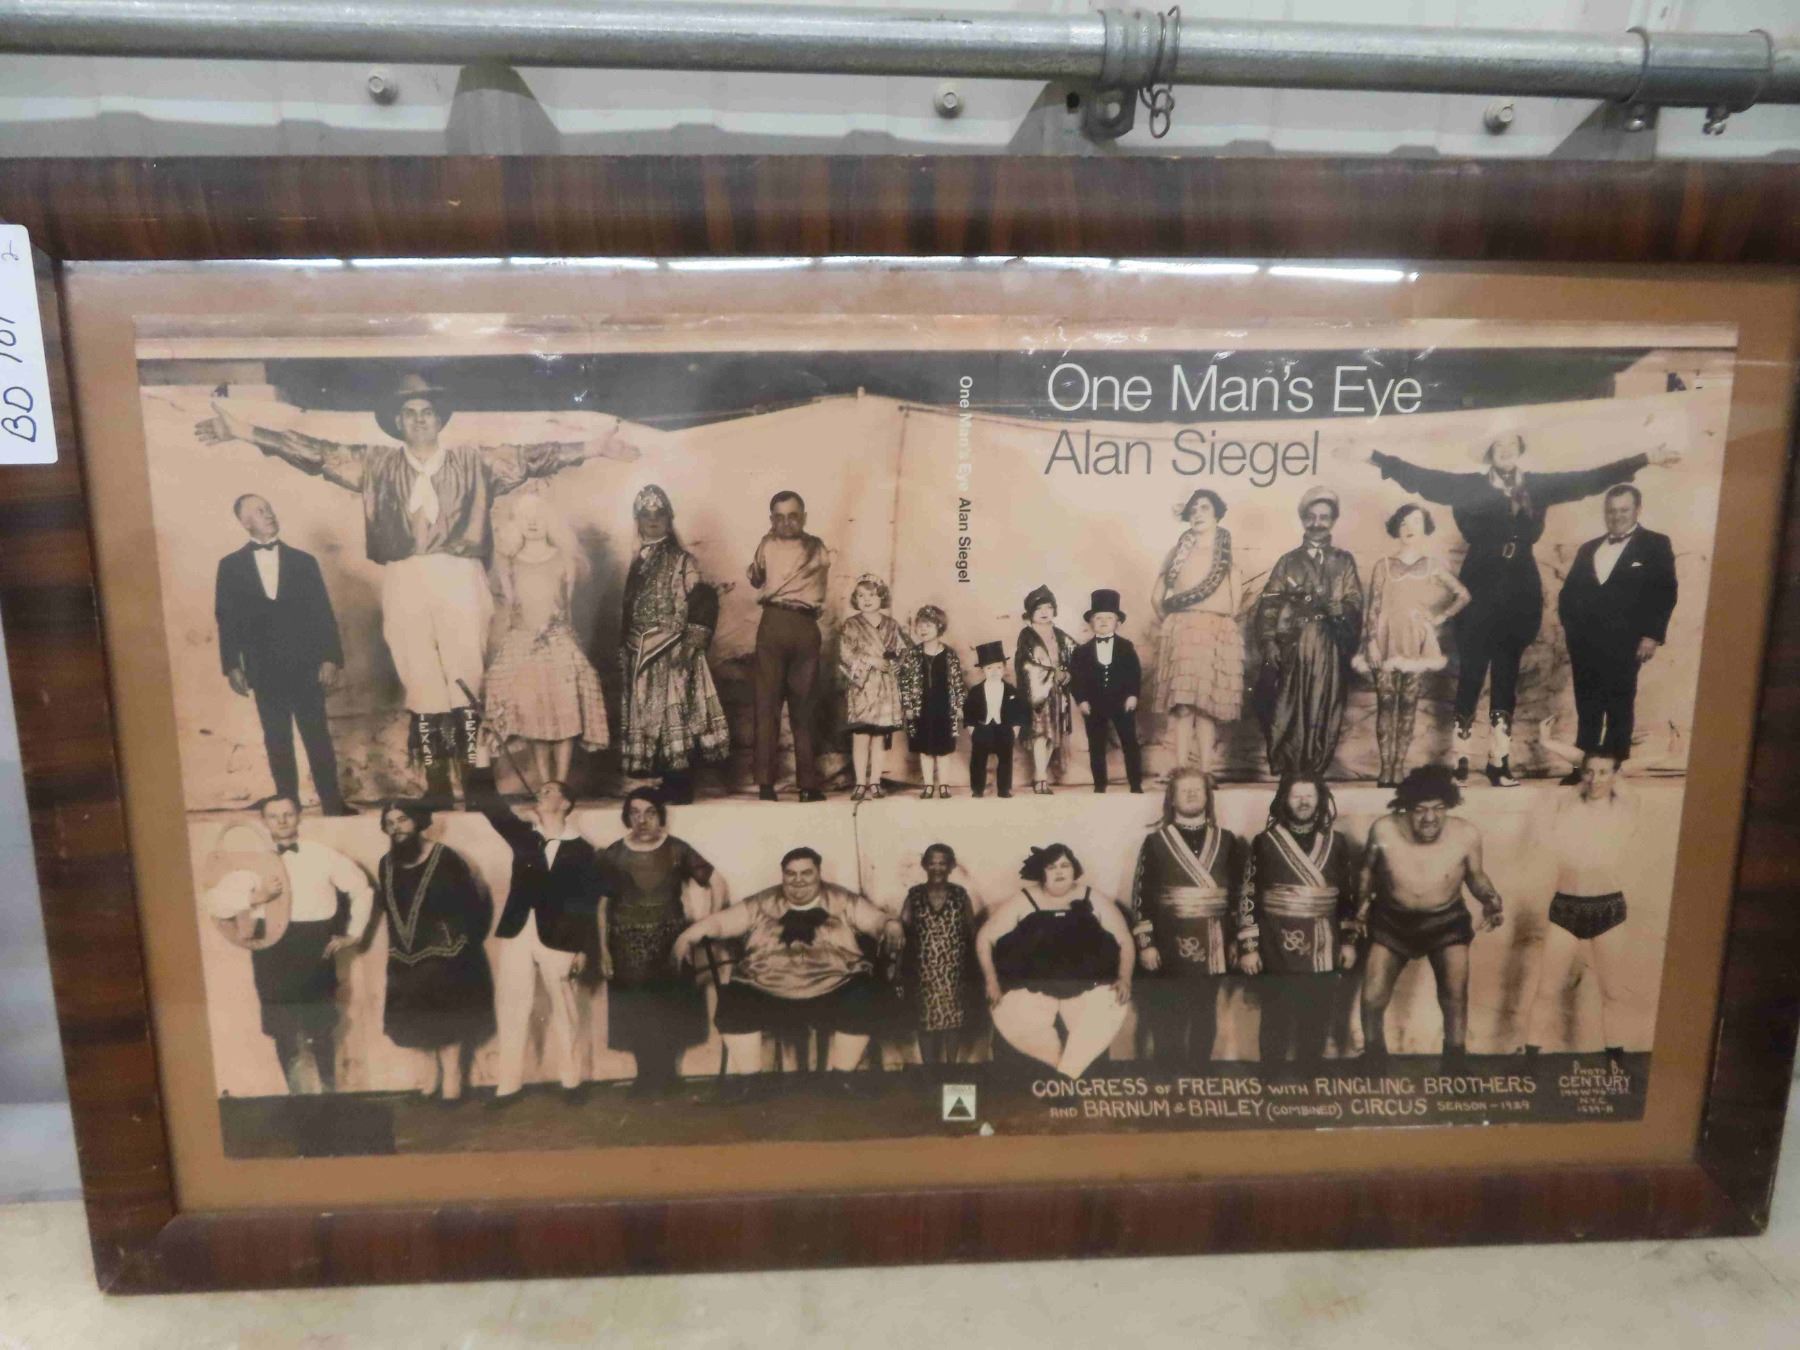 BD 101
One Man's Eye
Alan Siegel
One Man's Eye Alan Siegel
TEXAS
TEXAS
CONGRESS OF FREAKS WITH RINGLING BROTHERS
AND BARNUM & BAILEY (COMBINED) CIRCUS SEASON - 1929
PHOTO BY
CENTURY
N.Y.C.